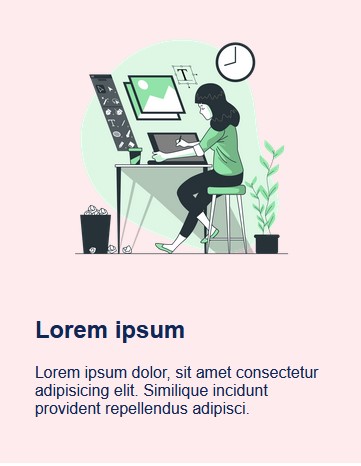 T
T
Lorem ipsum
Lorem ipsum dolor, sit amet consectetur
adipisicing elit. Similique incidunt
provident repellendus adipisci.